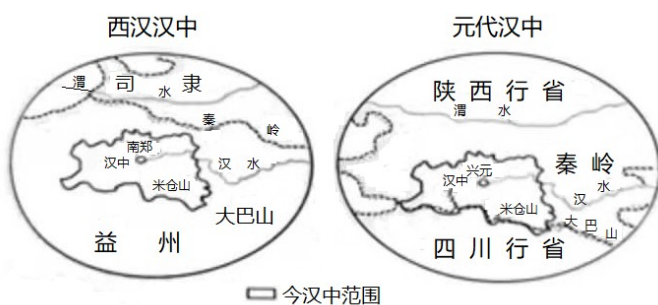 西汉汉中
元代汉中
渭 司 隶
水
秦 岭
南郑
汉中
汉 水
米仓山
大巴山
益 州
陕西行省
渭 水
秦岭
兴元
汉中
汉 水
米仓山
大巴山
四川行省
今汉中范围